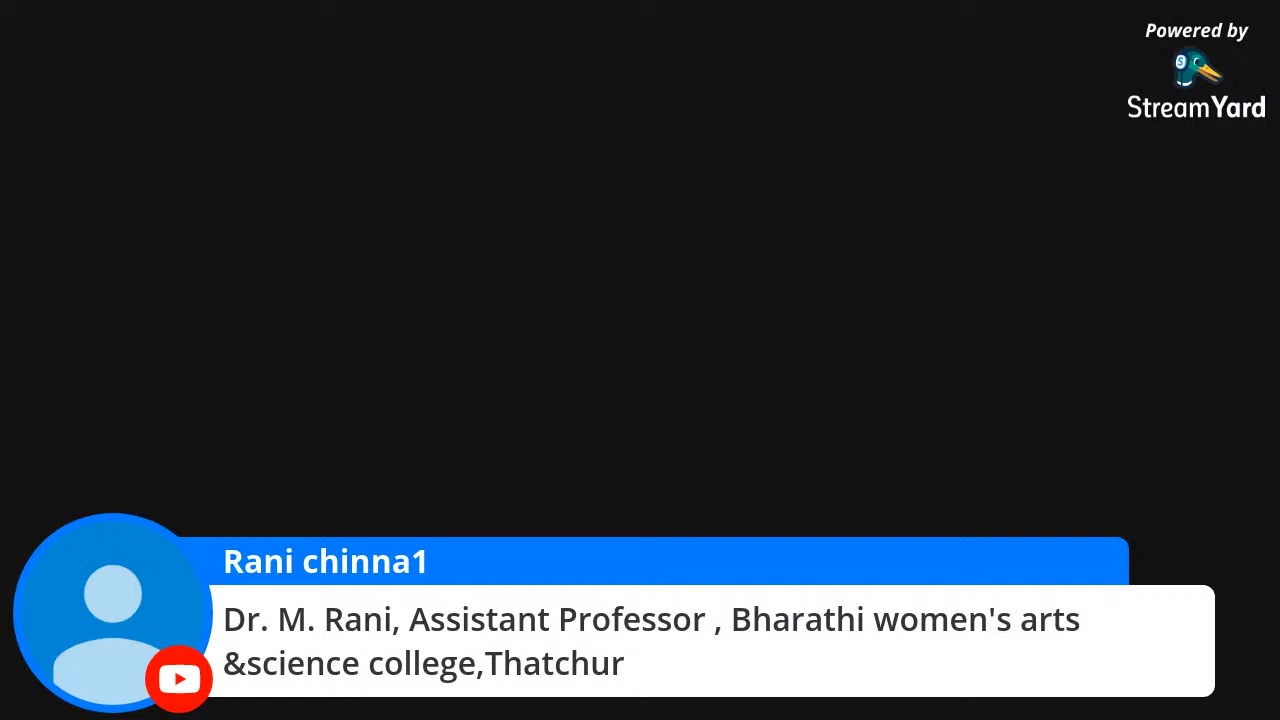 Powered by
StreamYard
Rani chinna1
Dr. M. Rani, Assistant Professor , Bharathi women's arts
&science college,Thatchur